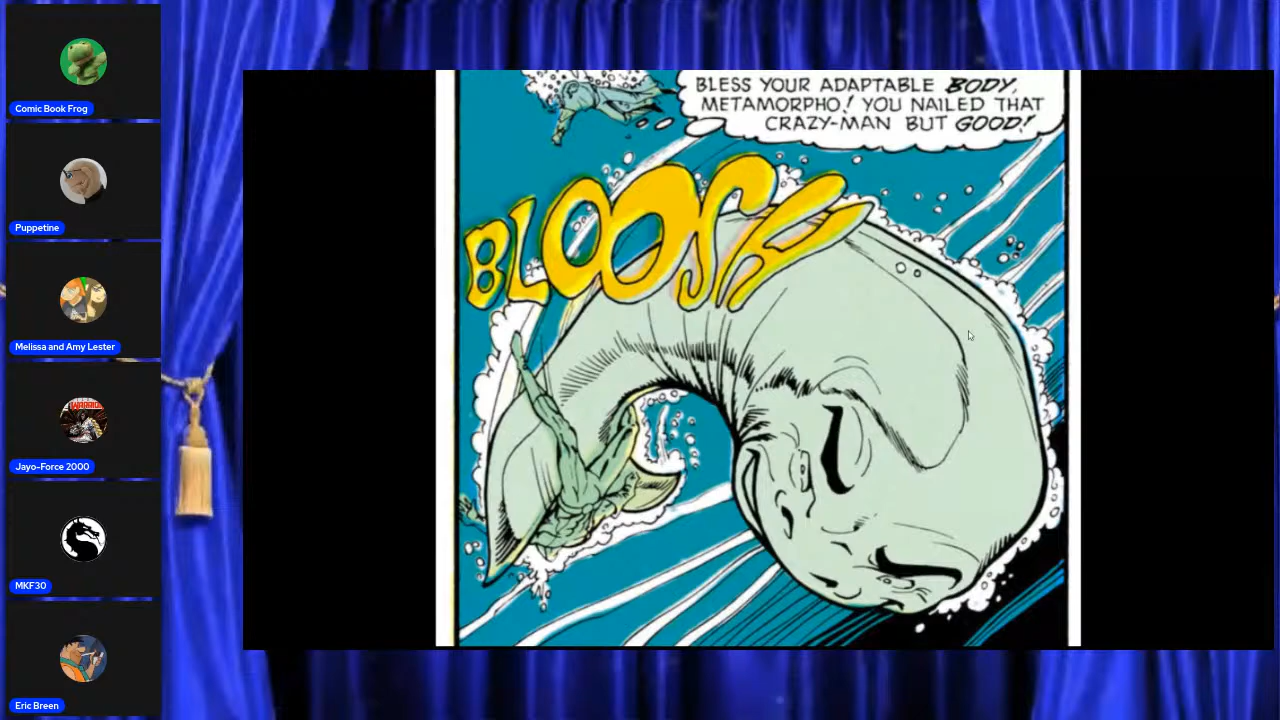 Comic Book Frog
Puppetine
Melissa and Amy Lester
Jayo-Force 2000
MKF30
Eric Breen
BLESS YOUR ADAPTABLE BODY,
METAMORPHO! YOU NAILED THAT
CRAZY-MAN BUT GOOD!
BLOOSH